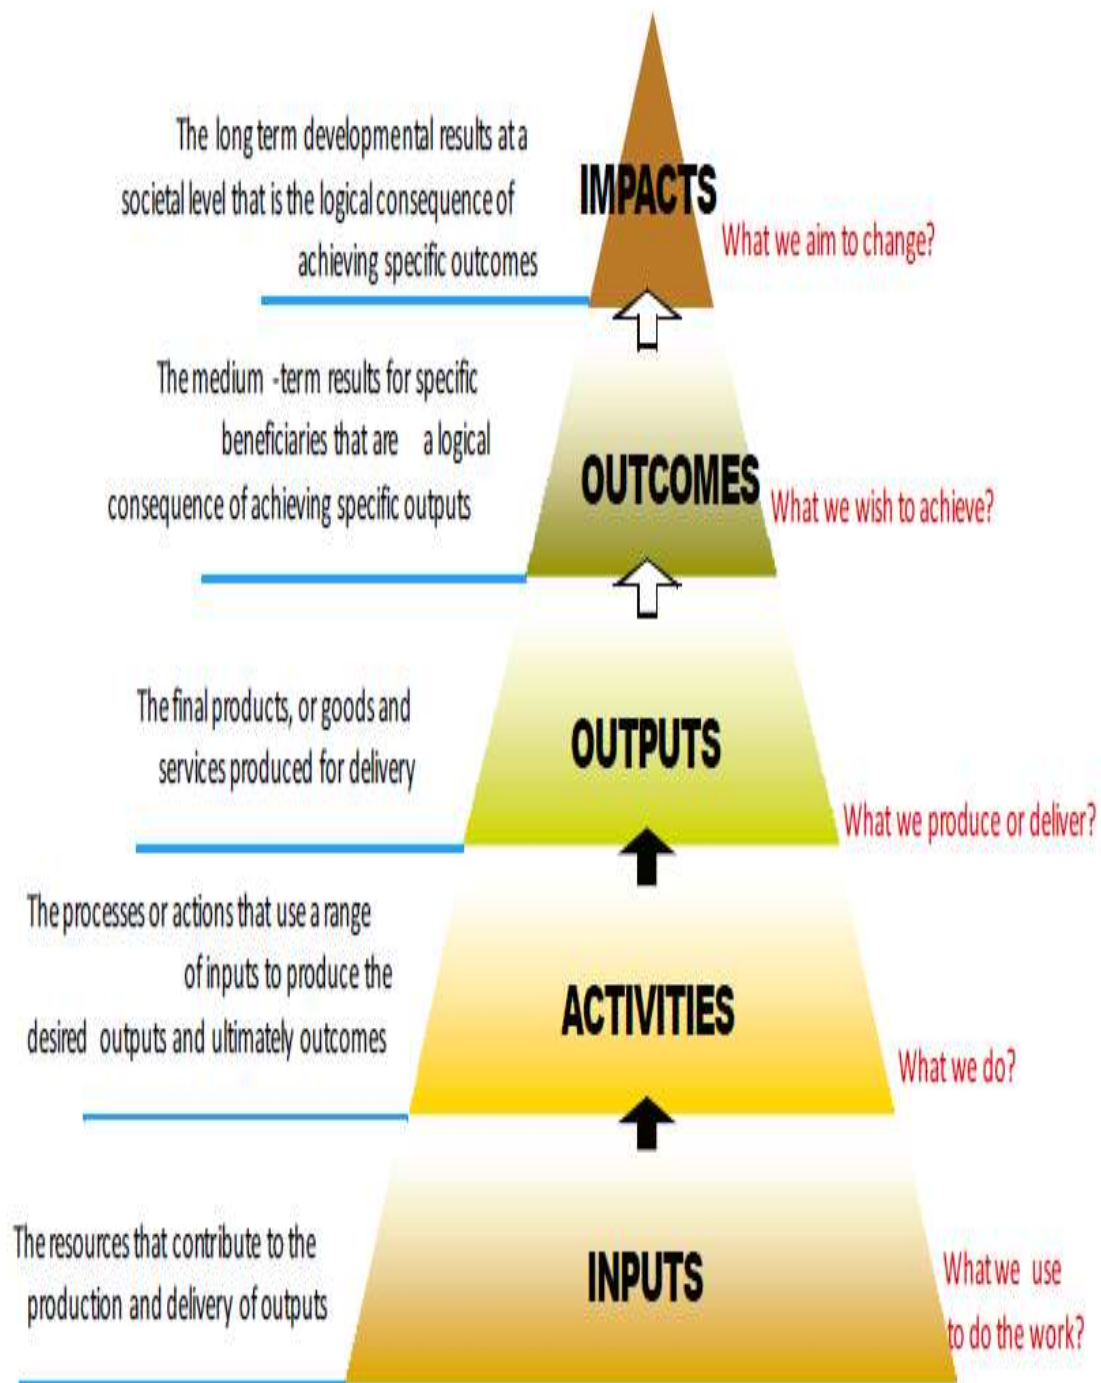 The long term developmental results at a
societal level that is the logical consequence of
achieving specific outcomes
IMPACTS
What we aim to change?
The medium -term results for specific
beneficiaries that are a logical
consequence of achieving specific outputs
OUTCOMES
What we wish to achieve?
The final products, or goods and
services produced for delivery
OUTPUTS
What we produce or deliver?
The processes or actions that use a range
of inputs to produce the
desired outputs and ultimately outcomes
ACTIVITIES
What we do?
The resources that contribute to the
production and delivery of outputs
INPUTS
What we use
to do the work?